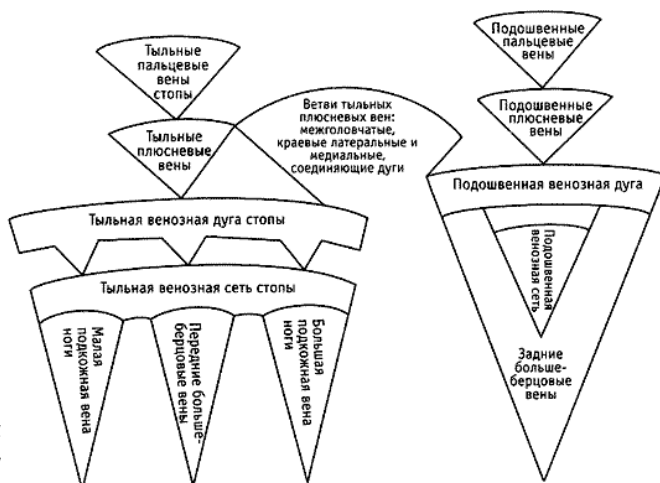 Тыльные
пальцевые
вены
стопы
Тыльные
плюсневые
вены
Ветви тыльных
плюсневых вен:
межголовчатые,
краевые латеральные и
медиальные,
соединяющие дуги
Тыльная венозная дуга стопы
Тыльная венозная сеть стопы
Малая
подкожная вена
ноги
Передние больше-
берцовые вены
Большая
подкожная вена
ноги
Подошвенные
пальцевые
вены
Подошвенные
плюсневые
вены
Подошвенная венозная дуга
Подошвенная
венозная сеть
Задние
больше-
берцовые
вены